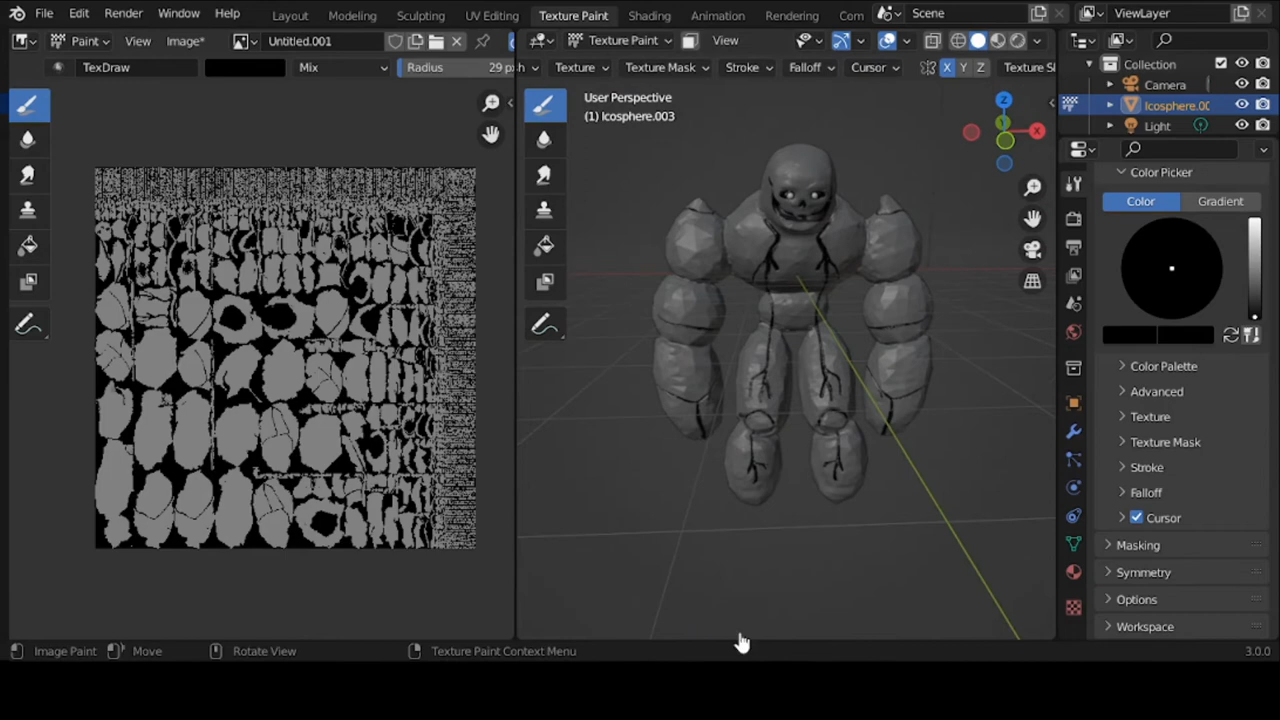 File Edit Render Window Help Layout Modeling Sculpting UV Editing Texture Paint Shading Animation Rendering Com Scene ViewLayer
Paint View Image* Untitled.001 Texture Paint View
TexDraw Mix Radius 29 px Texture Texture Mask Stroke Falloff Cursor X Y Z
User Perspective
(1) Icosphere.003
Z
X
Collection
Camera
Icosphere.00
Light
Color Picker
Color Gradient
Color Palette
Advanced
Texture
Texture Mask
Stroke
Falloff
Cursor
Masking
Symmetry
Options
Workspace
Image Paint Move Rotate View Texture Paint Context Menu 3.0.0